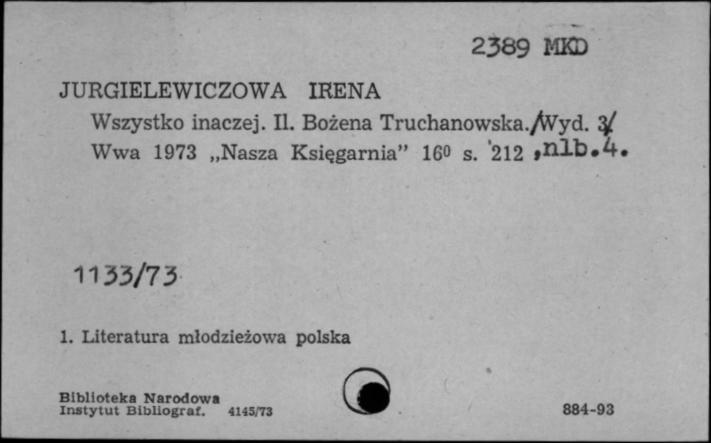 2389 MKD
JURGIELEWICZOWA IRENA
Wszystko inaczej. Il. Bożena Truchanowska./Wyd. 3/
Wwa 1973 „Nasza Księgarnia” 16⁰ s. 212 ,nlb.4.
1133/73
1. Literatura młodzieżowa polska
Biblioteka Narodowa
Instytut Bibliograf. 4145/73
884-93